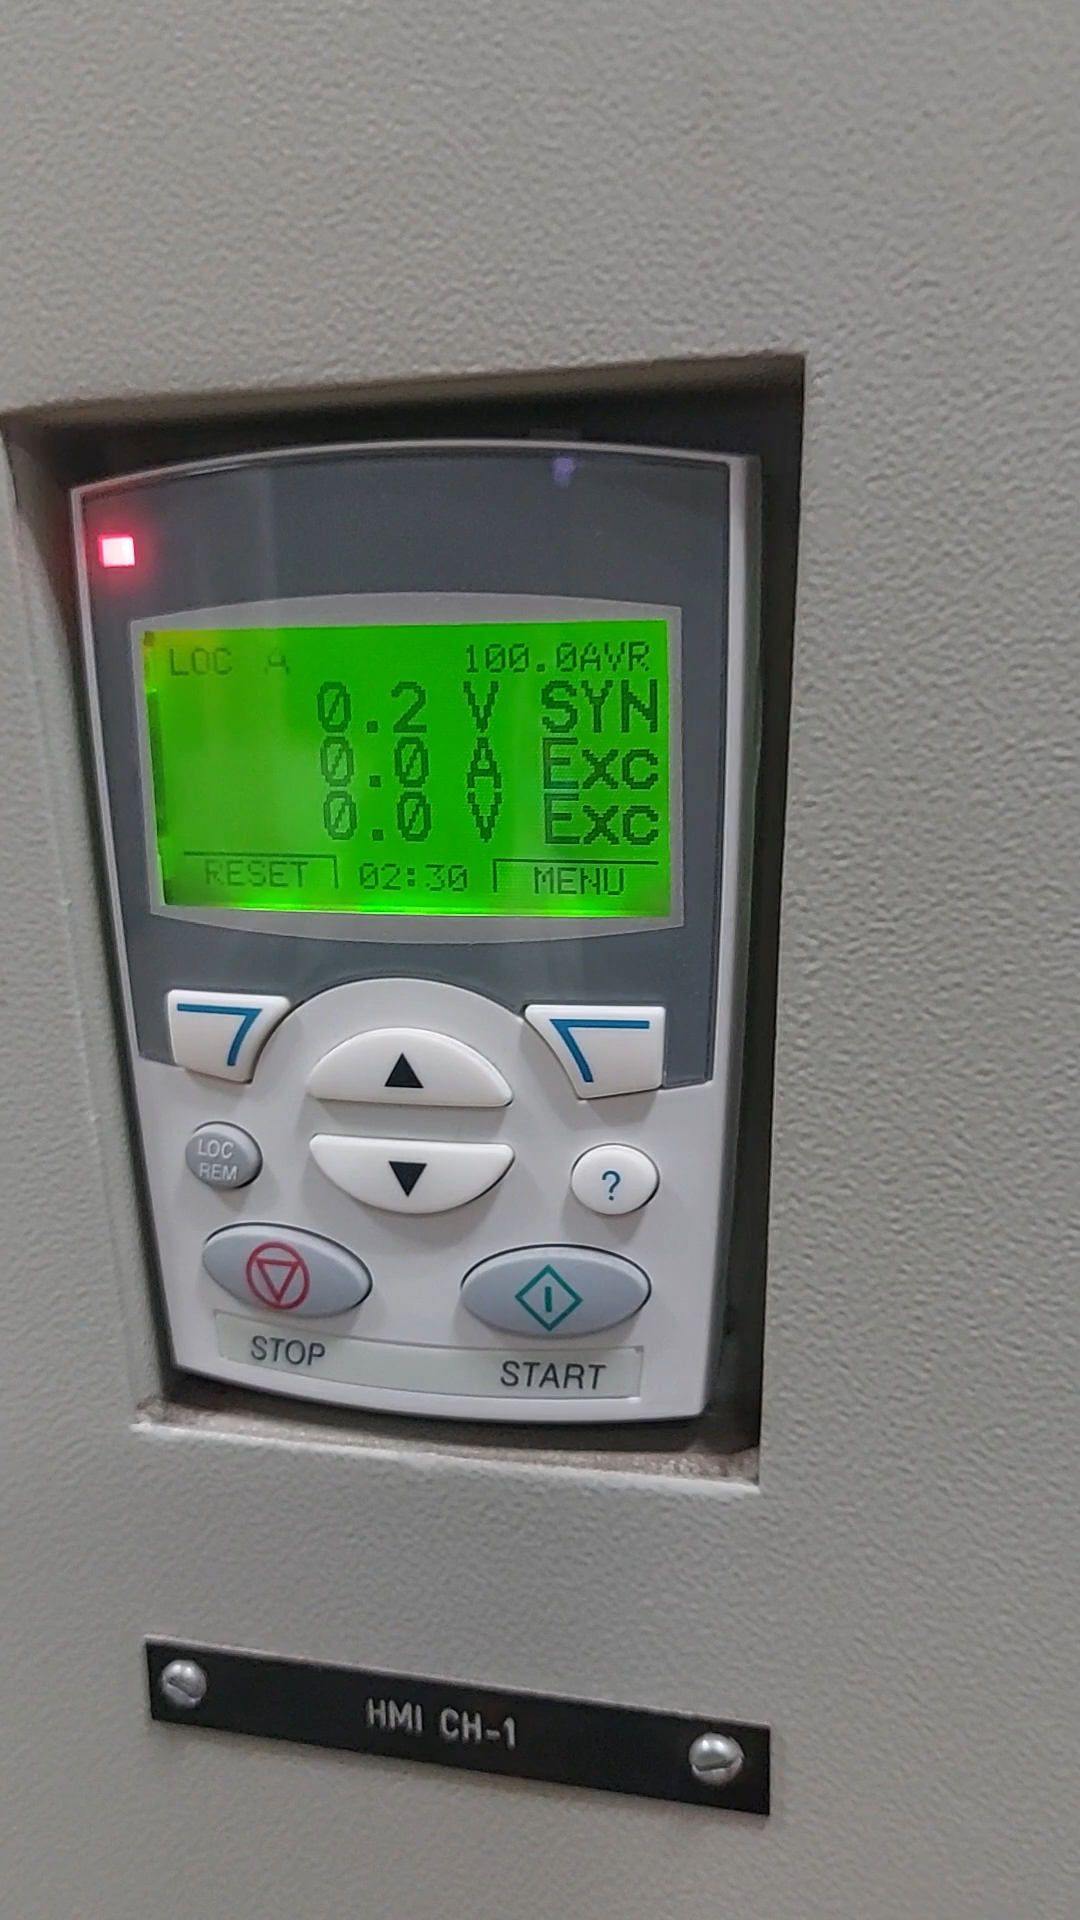 LOC A 100.0AVR
0.2 V SYN
0.0 A Exc
0.0 V Exc
RESET 02:30 MENU
LOC
REM
?
STOP START
HMI CH-1